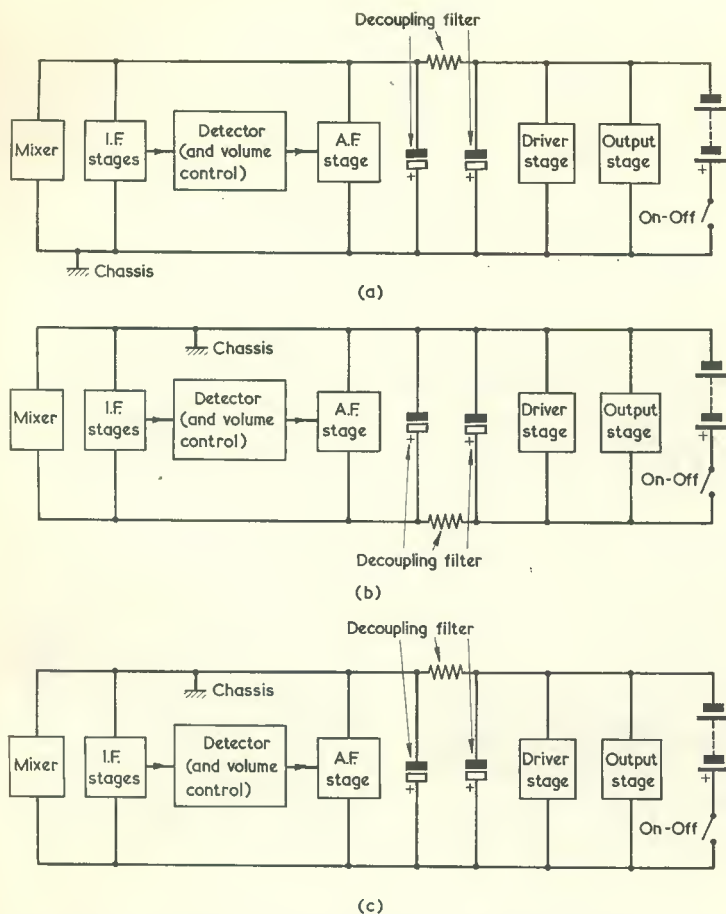 Decoupling filter
Mixer
I.F.
stages
Detector
(and volume
control)
A.F.
stage
+
+
Driver
stage
Output
stage
+
On-Off
Chassis
(a)
Chassis
Mixer
I.F.
stages
Detector
(and volume
control)
A.F.
stage
+
+
Driver
stage
Output
stage
+
On-Off
Decoupling filter
(b)
Decoupling filter
Chassis
Mixer
I.F.
stages
Detector
(and volume
control)
A.F.
stage
+
+
Driver
stage
Output
stage
+
On-Off
(c)